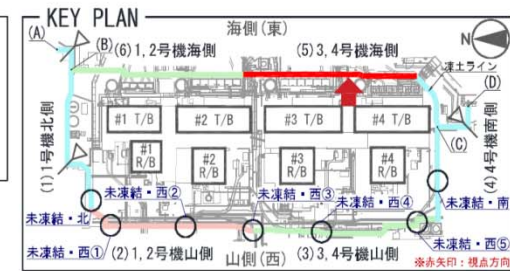 KEY PLAN
海側(東)
N
(A)
(B)
(6)1,2号機海側
(5)3,4号機海側
凍土ライン
(D)
#1 T/B
#2 T/B
#3 T/B
#4 T/B
(C)
(1)1号機北側
#1
R/B
#2
R/B
#3
R/B
#4
R/B
(4)4号機南側
未凍結・北
未凍結・西②
未凍結・西③
未凍結・西④
未凍結・南
未凍結・西①
(2)1,2号機山側
山側(西)
(3)3,4号機山側
未凍結・西⑤
※赤矢印：視点方向